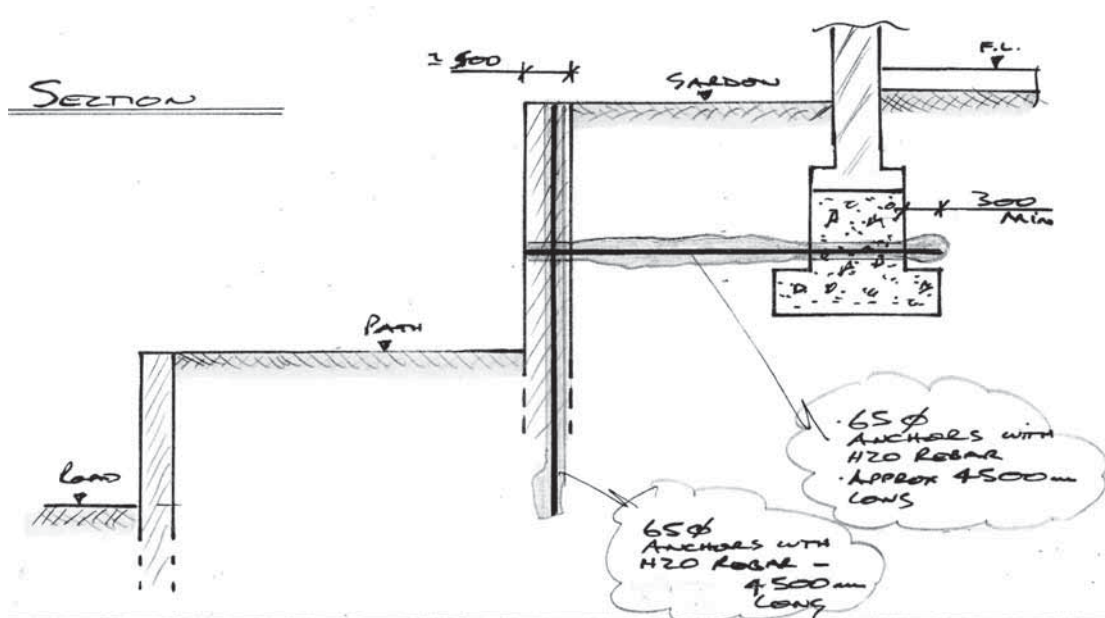 SECTION
± 500
GARDEN
F.L.
300
MIN
PATH
ROAD
· 65 Ø
ANCHORS WITH
H20 REBAR
· APPROX 4500mm
LONG
65 Ø
ANCHORS WITH
H20 REBAR –
4500mm
LONG